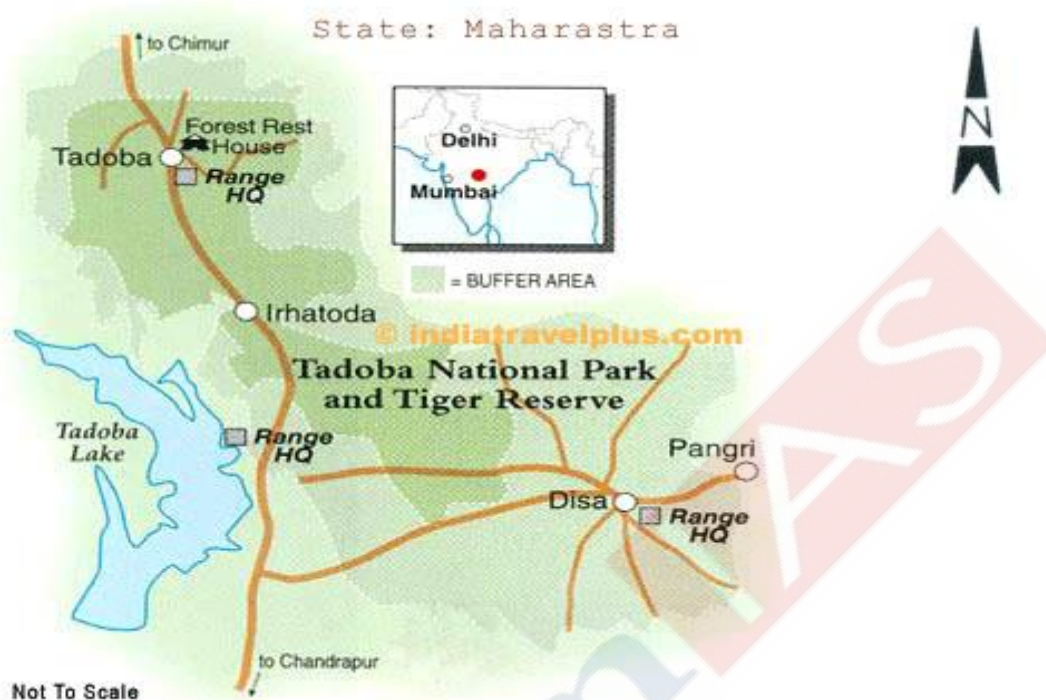 State: Maharastra
to Chimur
Forest Rest
House
Tadoba
Range
HQ
Delhi
Mumbai
N
= BUFFER AREA
Irhatoda
© indiatravelplus.com
Tadoba National Park
and Tiger Reserve
Tadoba
Lake
Range
HQ
Pangri
Disa
Range
HQ
to Chandrapur
Not To Scale
IAS